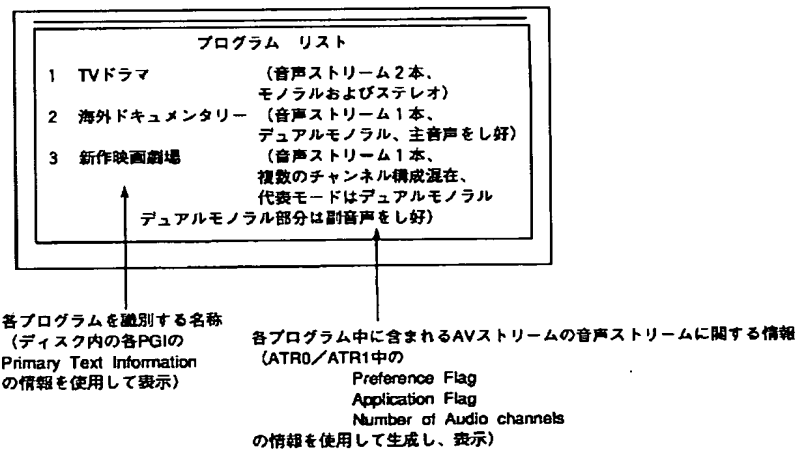 プログラム リスト
1 TVドラマ (音声ストリーム2本、
モノラルおよびステレオ)
2 海外ドキュメンタリー (音声ストリーム1本、
デュアルモノラル、主音声をし好)
3 新作映画劇場 (音声ストリーム1本、
複数のチャンネル構成混在、
代表モードはデュアルモノラル
デュアルモノラル部分は副音声をし好)
各プログラムを識別する名称
(ディスク内の各PGIの
Primary Text Information
の情報を使用して表示)
各プログラム中に含まれるAVストリームの音声ストリームに関する情報
(ATR0/ATR1中の
Preference Flag
Application Flag
Number of Audio channels
の情報を使用して生成し、表示)